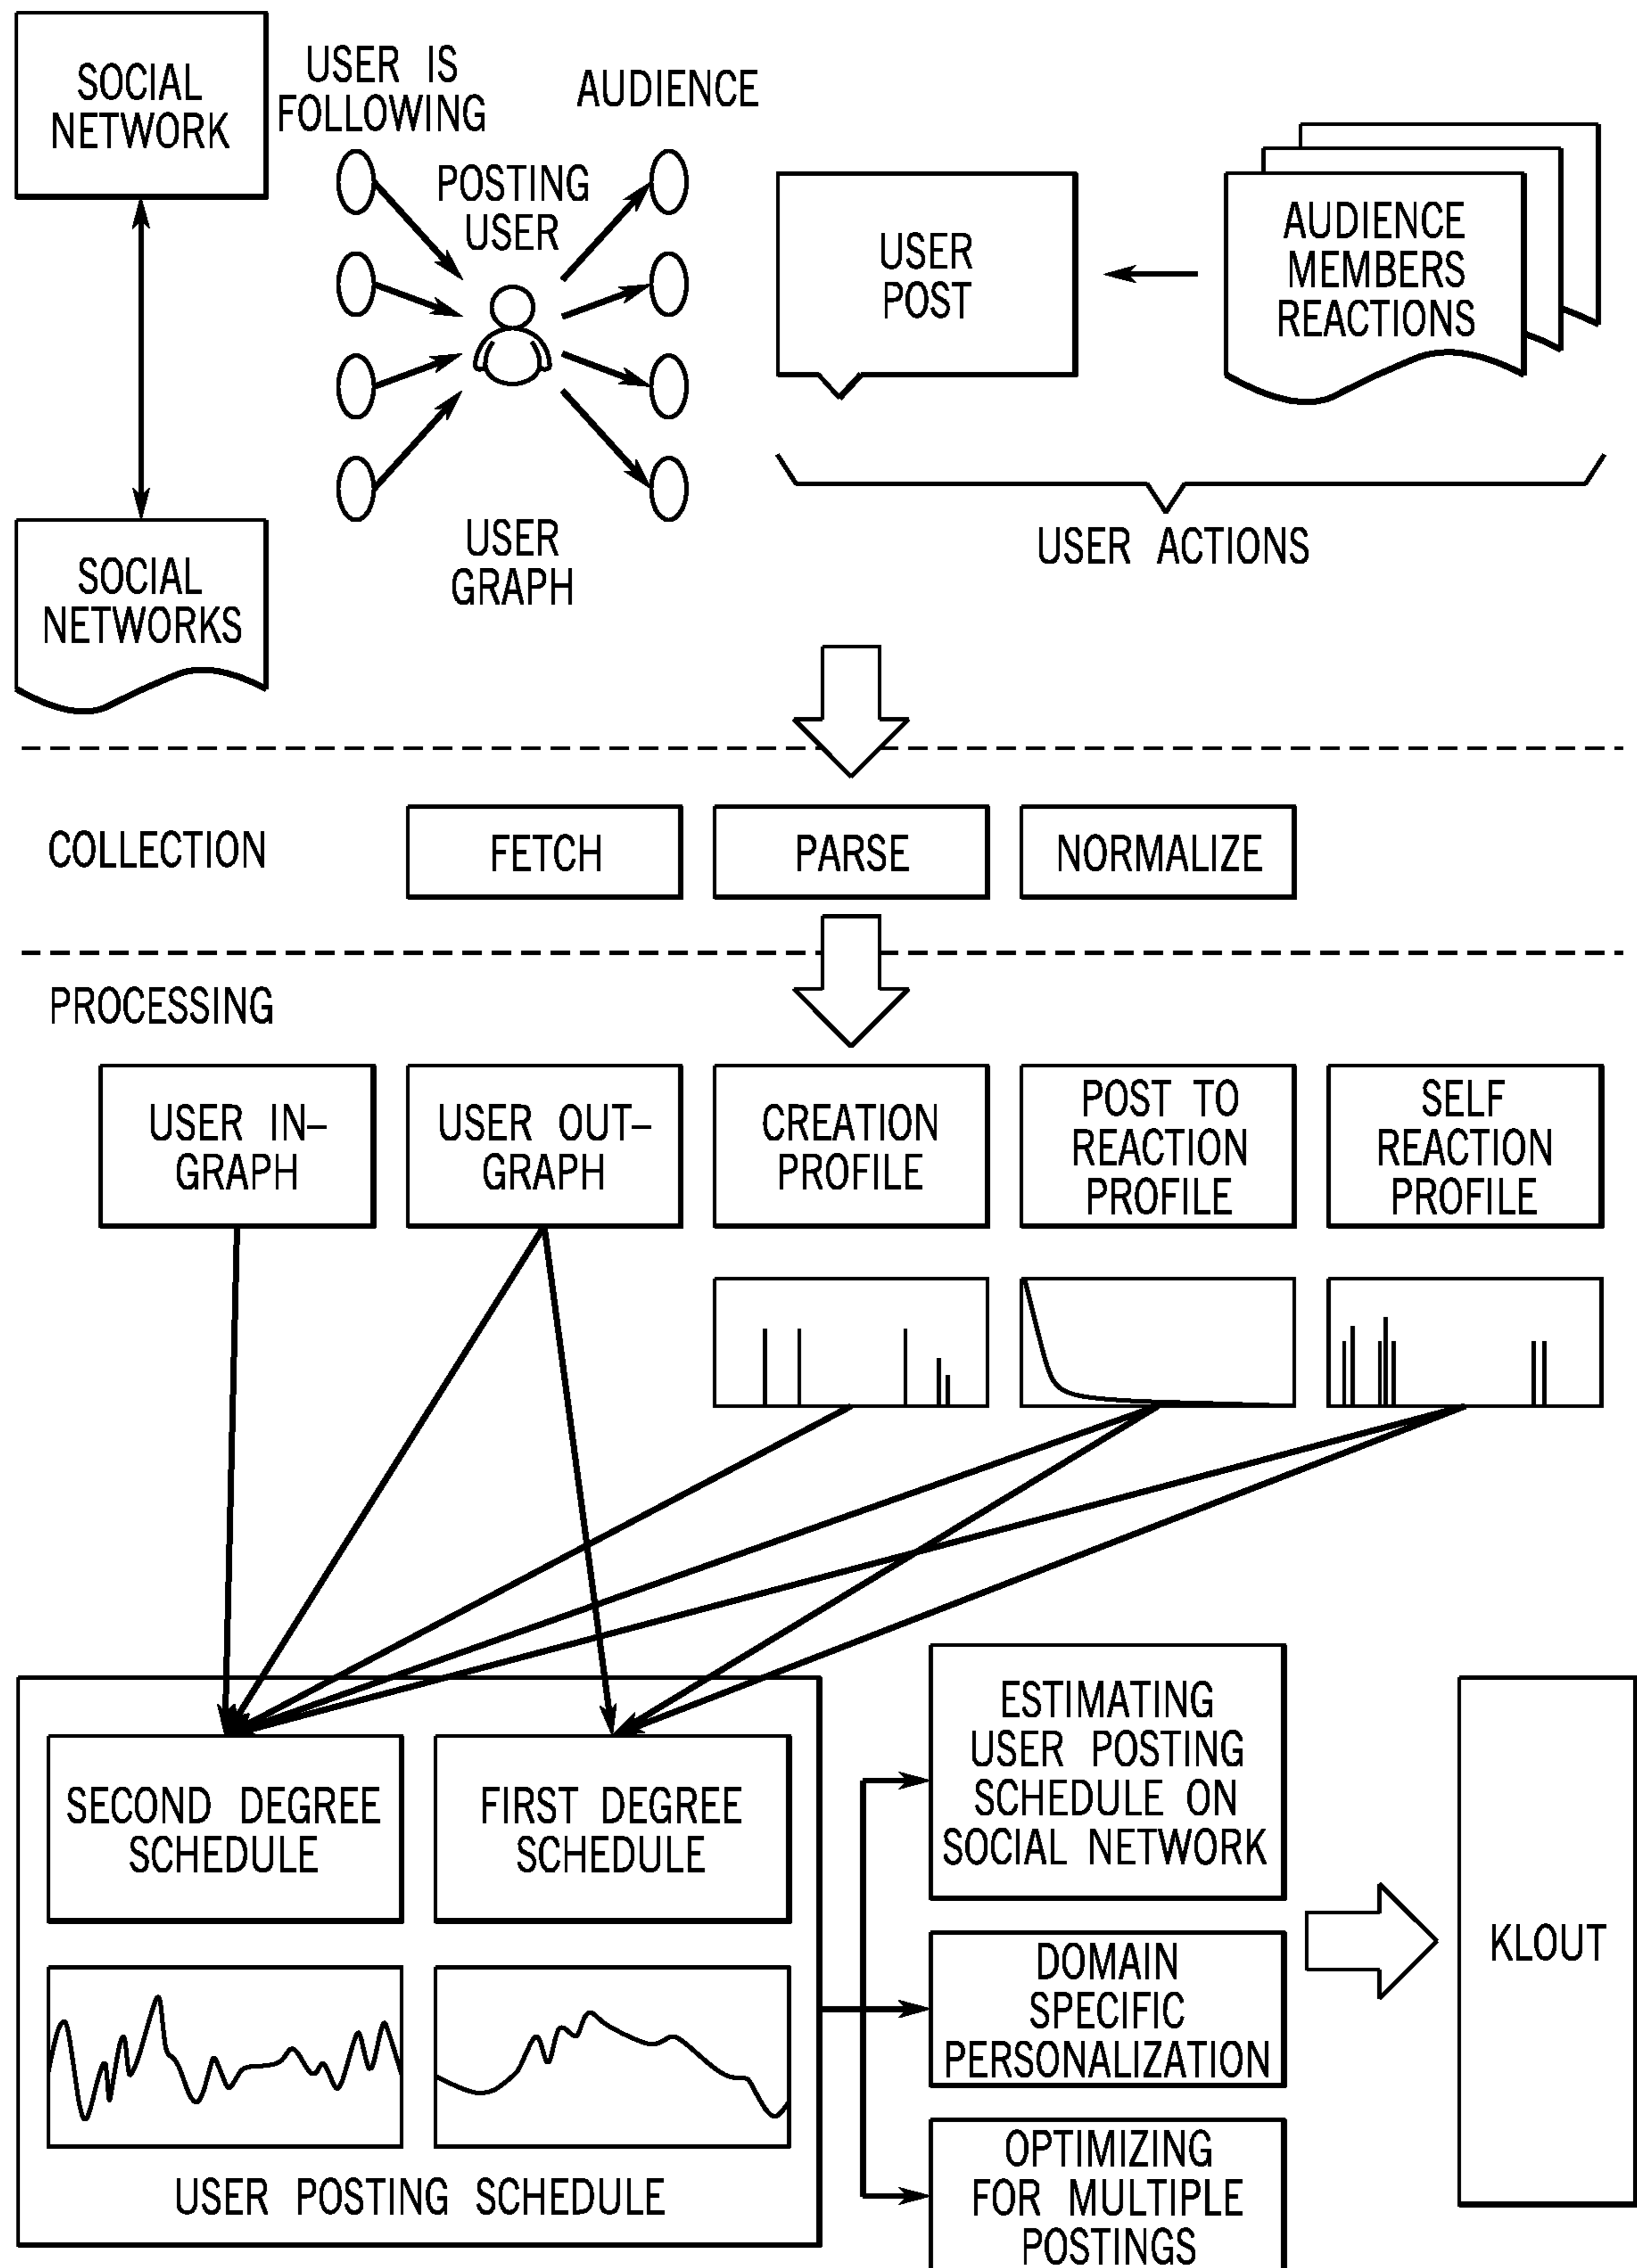 SOCIAL
NETWORK
USER IS
FOLLOWING
AUDIENCE
POSTING
USER
USER
POST
AUDIENCE
MEMBERS
REACTIONS
USER
GRAPH
USER ACTIONS
SOCIAL
NETWORKS
COLLECTION
FETCH
PARSE
NORMALIZE
PROCESSING
USER IN–
GRAPH
USER OUT–
GRAPH
CREATION
PROFILE
POST TO
REACTION
PROFILE
SELF
REACTION
PROFILE
SECOND DEGREE
SCHEDULE
FIRST DEGREE
SCHEDULE
USER POSTING SCHEDULE
ESTIMATING
USER POSTING
SCHEDULE ON
SOCIAL NETWORK
DOMAIN
SPECIFIC
PERSONALIZATION
OPTIMIZING
FOR MULTIPLE
POSTINGS
KLOUT